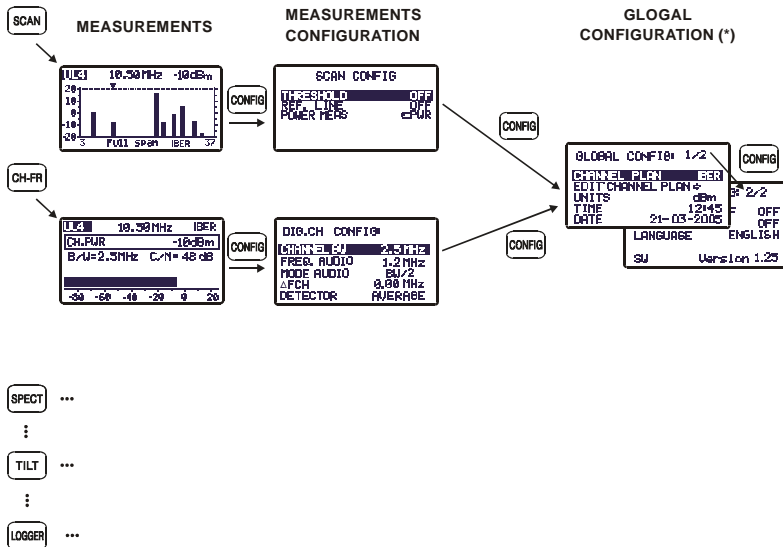 SCAN
MEASUREMENTS
MEASUREMENTS
CONFIGURATION
GLOGAL
CONFIGURATION (*)
UL4 10.50MHz -10dBm
20
10
0
-10
-20
3 Full span IBER 37
CONFIG
SCAN CONFIG
THRESHOLD OFF
REF. LINE OFF
POWER MEAS PWR
CONFIG
GLOBAL CONFIG: 1/2
CHANNEL PLAN IBER
EDIT CHANNEL PLAN
UNITS dBm
TIME 12:45
DATE 21-03-2005
CONFIG
2/2
OFF
OFF
LANGUAGE ENGLISH
SW Version 1.25
CH-FR
UL4 10.50MHz IBER
CH.PWR -10dBm
B/W=2.5MHz C/N= 48 dB
-80 -60 -40 -20 0 20
CONFIG
DIG.CH CONFIG:
CHANNEL BW 2.5 MHz
FREQ. AUDIO 1.2 MHz
MODE AUDIO BW/2
△FCH 0.00 MHz
DETECTOR AVERAGE
CONFIG
SPECT ...
TILT ...
LOGGER ...